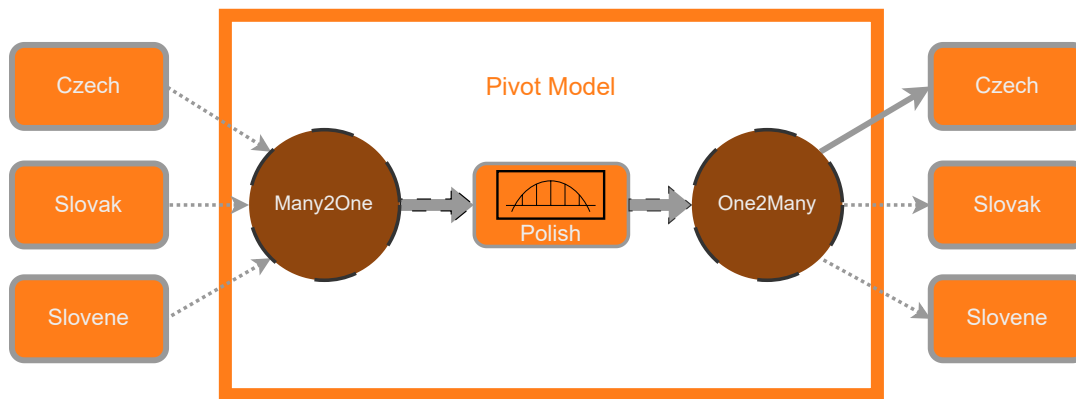 Pivot Model
Czech
Slovak
Slovene
Many2One
Polish
One2Many
Czech
Slovak
Slovene